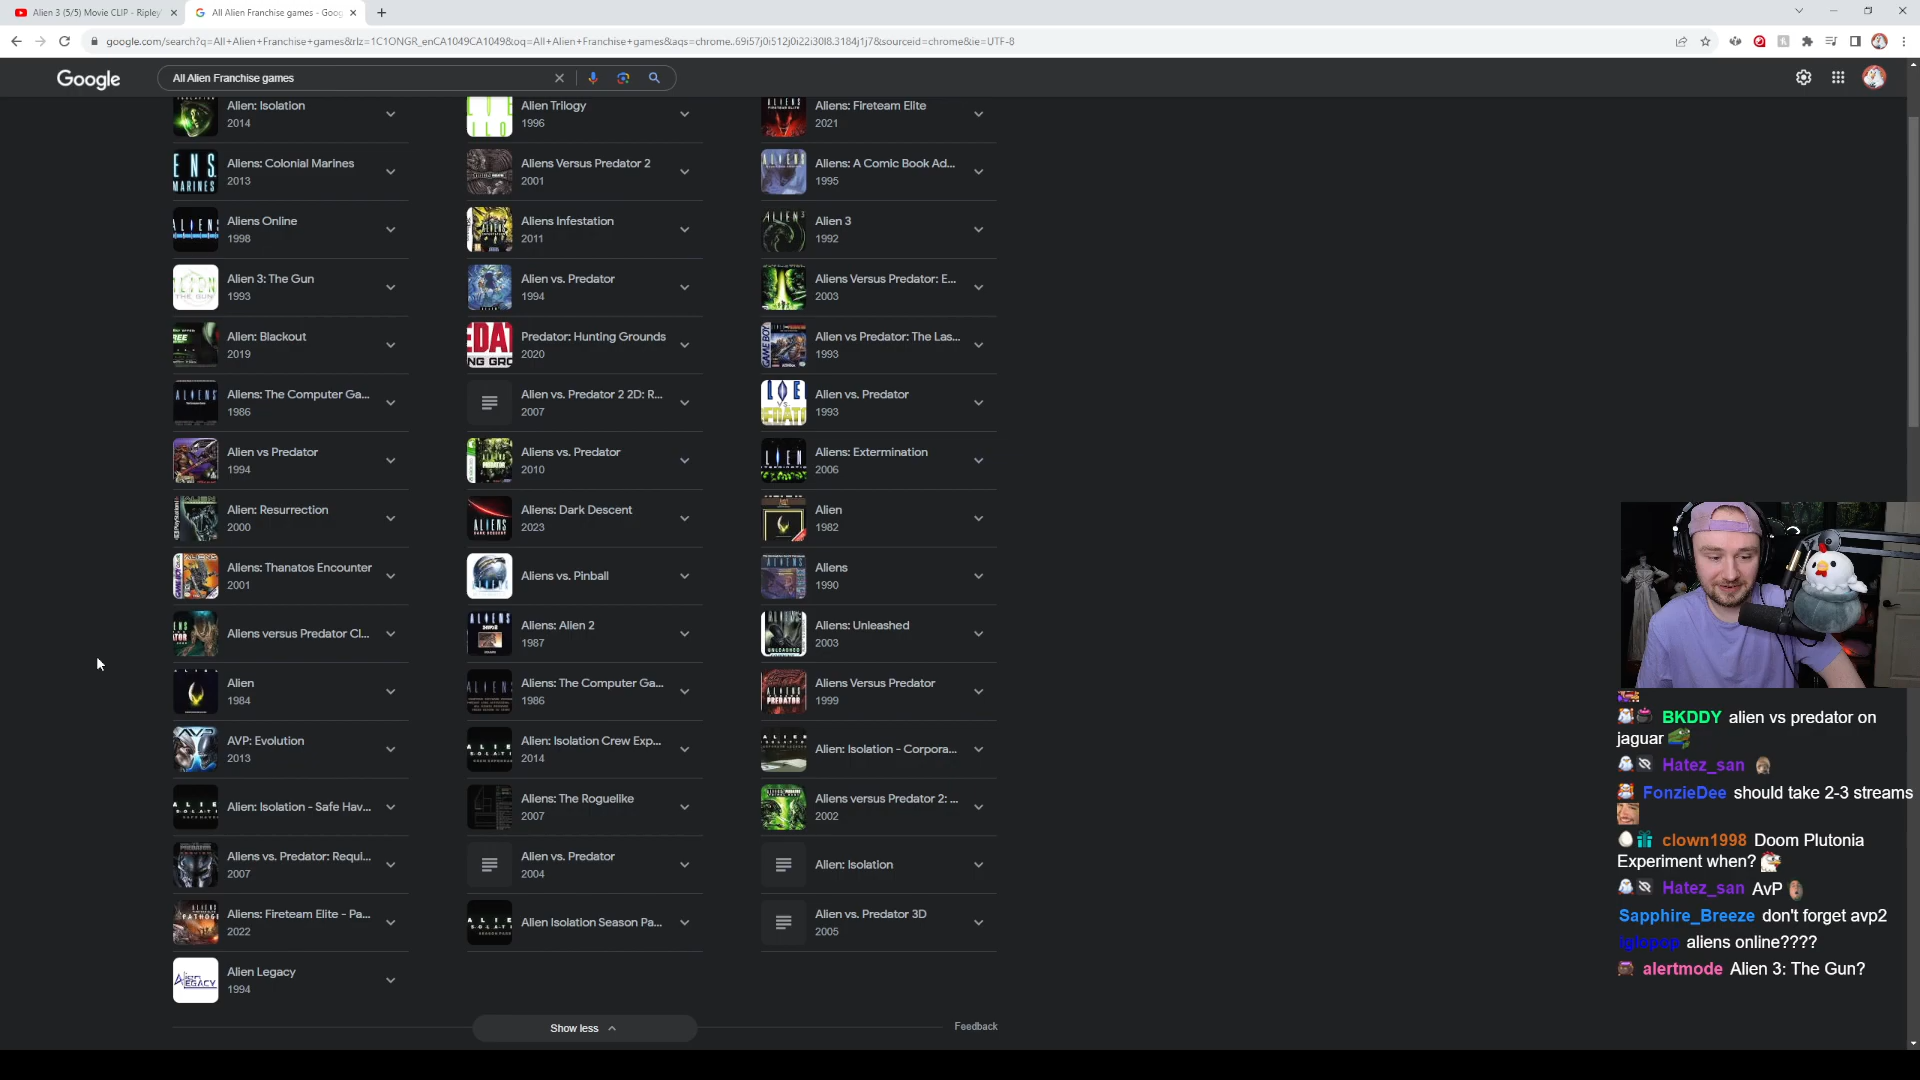 Alien 3 (5/5) Movie CLIP - Ripley
All Alien Franchise games - Goog
google.com/search?q=All+Alien+Franchise+games&rlz=1C1ONGR_enCA1049CA1049&oq=All+Alien+Franchise+games&aqs=chrome..69i57j0i512j0i22i30l8.3184j1j7&sourceid=chrome&ie=UTF-8
Google
All Alien Franchise games
Alien: Isolation
2014
Alien Trilogy
1996
Aliens: Fireteam Elite
2021
Aliens: Colonial Marines
2013
Aliens Versus Predator 2
2001
Aliens: A Comic Book Ad...
1995
Aliens Online
1998
Aliens Infestation
2011
Alien 3
1992
Alien 3: The Gun
1993
Alien vs. Predator
1994
Aliens Versus Predator: E...
2003
Alien: Blackout
2019
Predator: Hunting Grounds
2020
Alien vs Predator: The Las...
1993
Aliens: The Computer Ga...
1986
Alien vs. Predator 2 2D: R...
2007
Alien vs. Predator
1993
Alien vs Predator
1994
Aliens vs. Predator
2010
Aliens: Extermination
2006
Alien: Resurrection
2000
Aliens: Dark Descent
2023
Alien
1982
Aliens: Thanatos Encounter
2001
Aliens vs. Pinball
Aliens
1990
Aliens versus Predator Cl...
Aliens: Alien 2
1987
Aliens: Unleashed
2003
Alien
1984
Aliens: The Computer Ga...
1986
Aliens Versus Predator
1999
AVP: Evolution
2013
Alien: Isolation Crew Exp...
2014
Alien: Isolation - Corpora...
Alien: Isolation - Safe Hav...
Aliens: The Roguelike
2007
Aliens versus Predator 2: ...
2002
Aliens vs. Predator: Requi...
2007
Alien vs. Predator
2004
Alien: Isolation
Aliens: Fireteam Elite - Pa...
2022
Alien Isolation Season Pa...
Alien vs. Predator 3D
2005
Alien Legacy
1994
Show less
Feedback
BKDDY alien vs predator on
jaguar
Hatez_san
FonzieDee should take 2-3 streams
clown1998 Doom Plutonia
Experiment when?
Hatez_san AvP
Sapphire_Breeze don't forget avp2
iglopop aliens online????
alertmode Alien 3: The Gun?